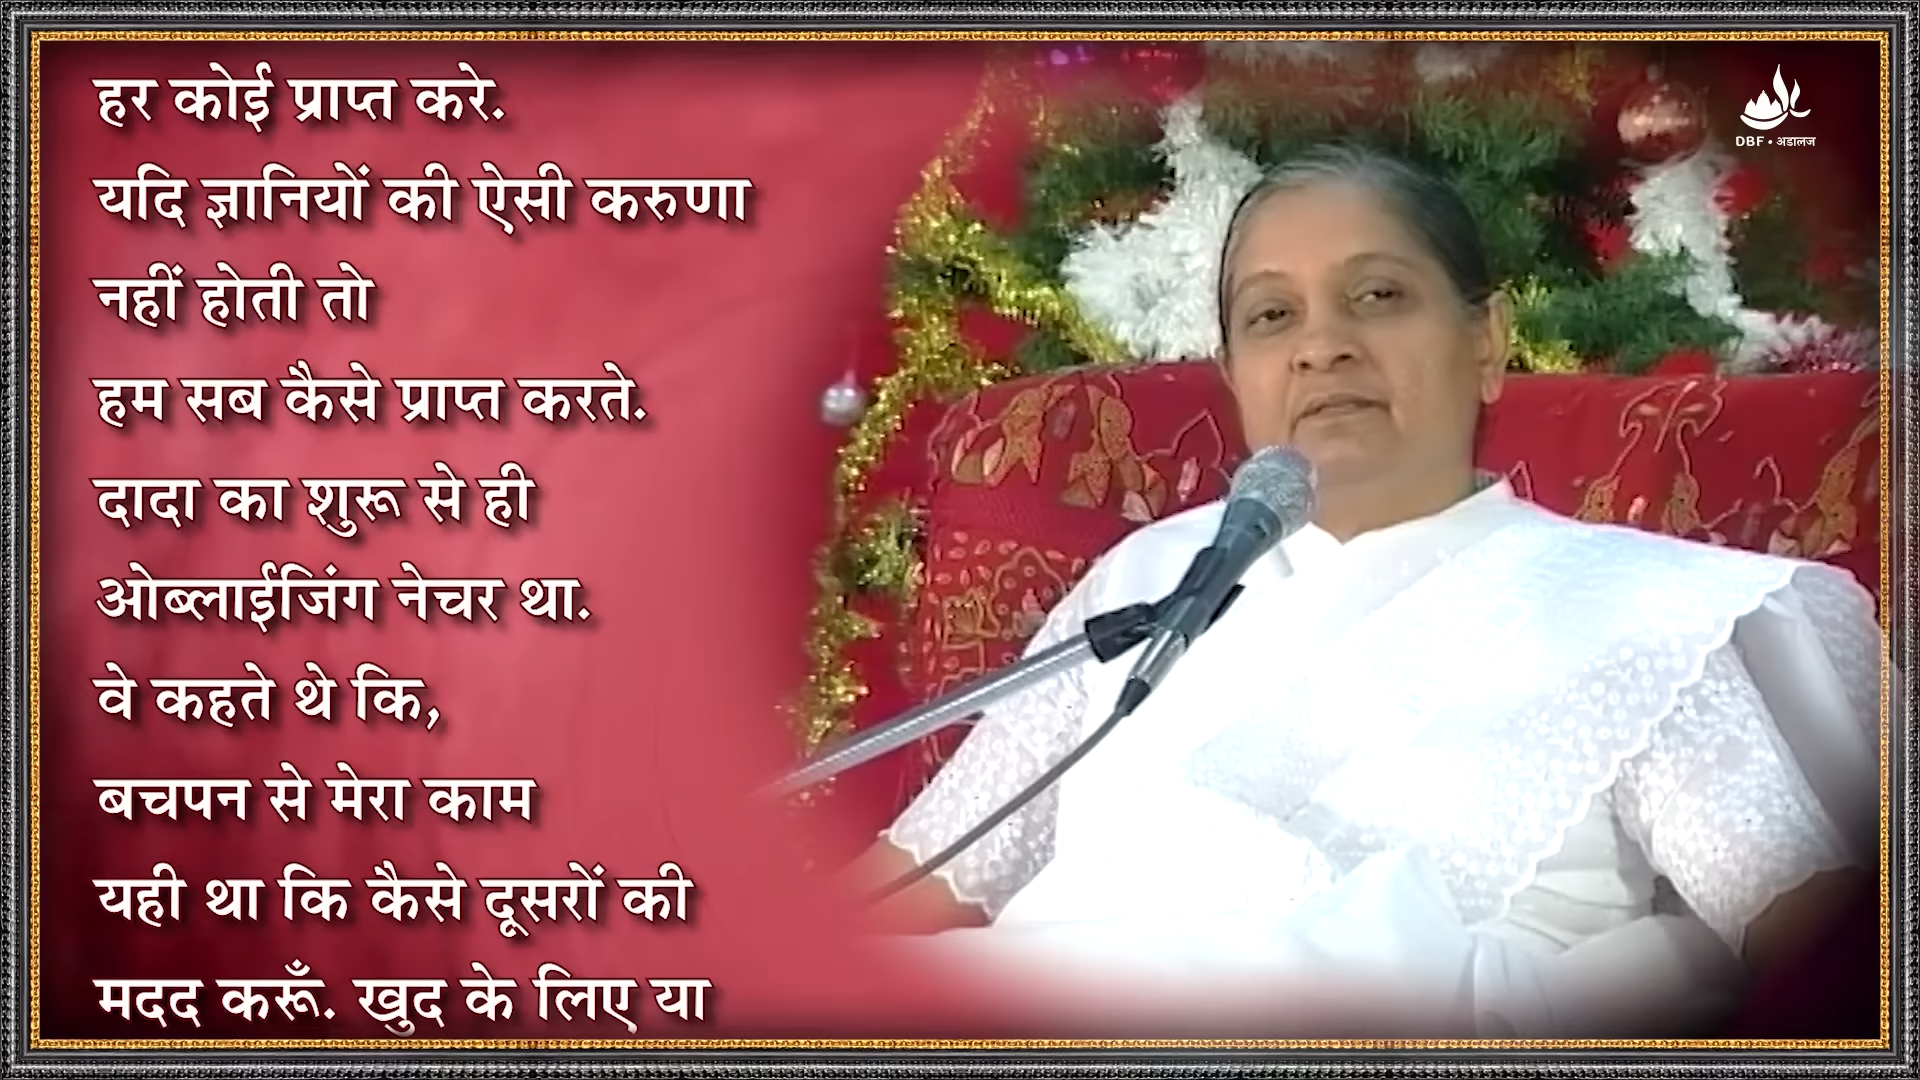 हर कोई प्राप्त करे.
यदि ज्ञानियों की ऐसी करुणा
नहीं होती तो
हम सब कैसे प्राप्त करते.
दादा का शुरू से ही
ओब्लाईजिंग नेचर था.
वे कहते थे कि,
बचपन से मेरा काम
यही था कि कैसे दूसरों की
मदद करूँ. खुद के लिए या
DBF • अडालज